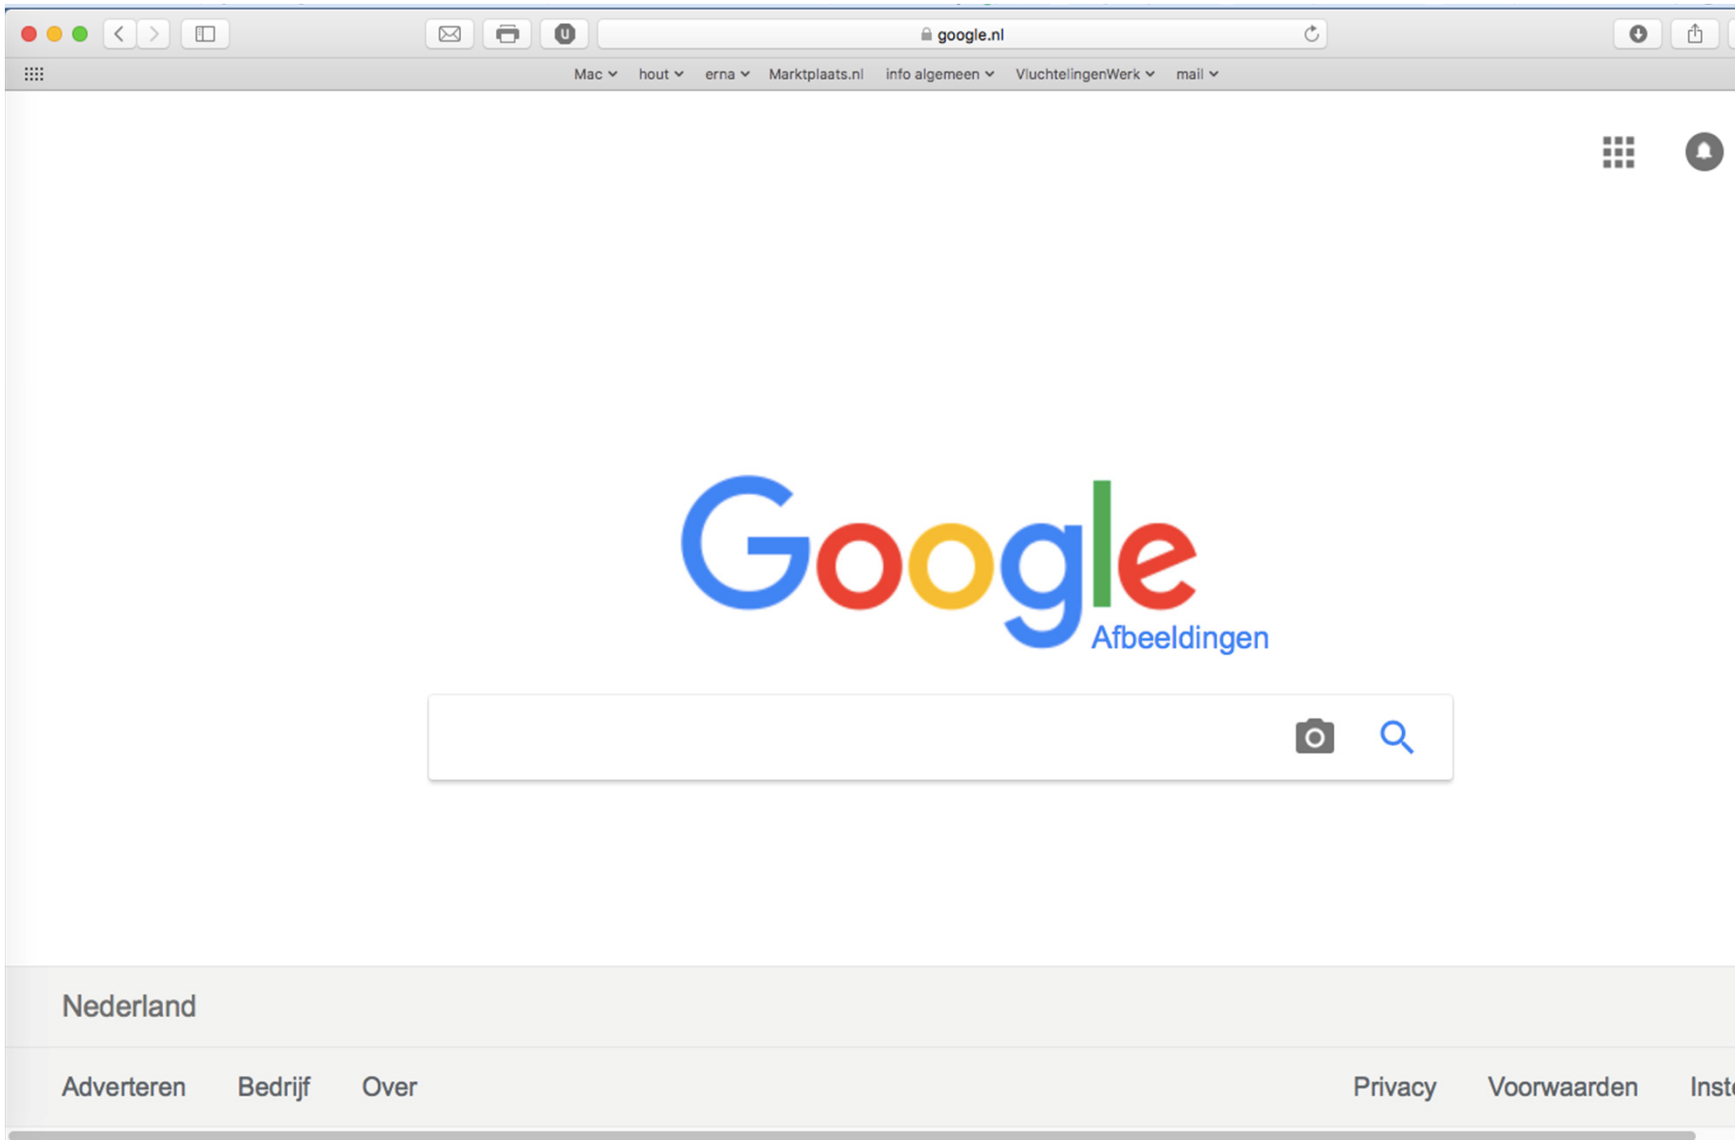 google.nl
Mac hout erna Marktplaats.nl info algemeen VluchtelingenWerk mail
Google
Afbeeldingen
Nederland
Adverteren Bedrijf Over Privacy Voorwaarden